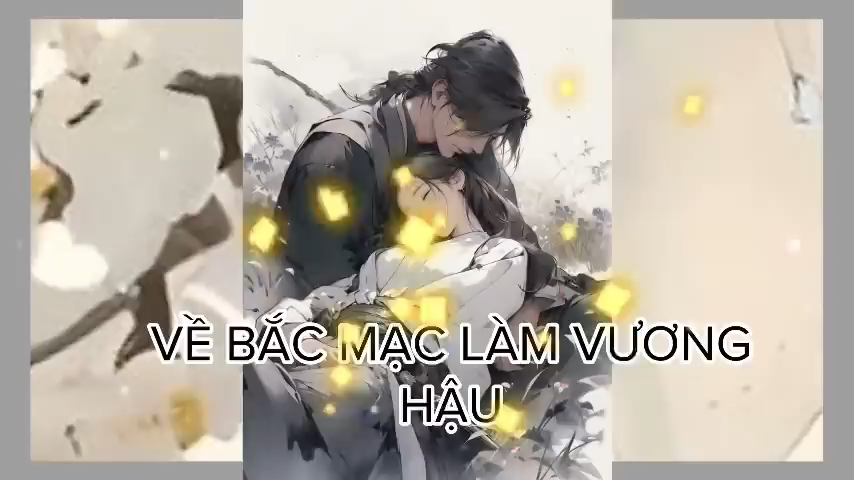 VỀ BẮC MẠC LÀM VƯƠNG
HẬU